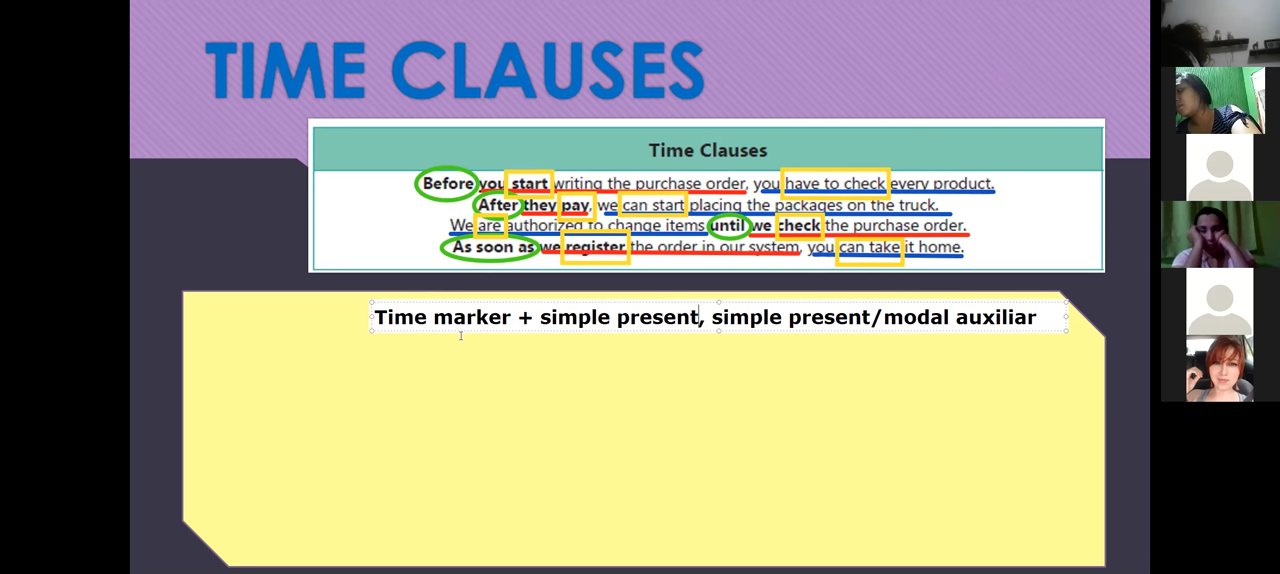 TIME CLAUSES
Time Clauses
Before you start writing the purchase order, you have to check every product.
After they pay, we can start placing the packages on the truck.
We are authorized to change items until we check the purchase order.
As soon as we register the order in our system, you can take it home.
Time marker + simple present, simple present/modal auxiliar